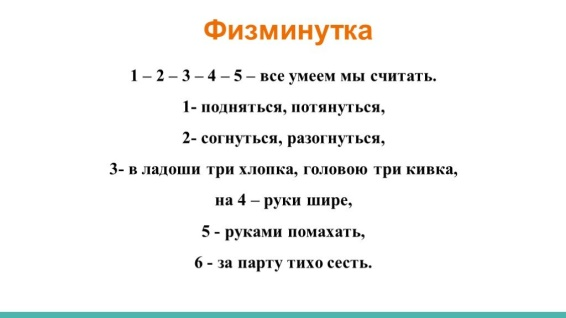 Физминутка
1 – 2 – 3 – 4 – 5 – все умеем мы считать.
1- подняться, потянуться,
2- согнуться, разогнуться,
3- в ладоши три хлопка, головою три кивка,
на 4 – руки шире,
5 - руками помахать,
6 - за парту тихо сесть.